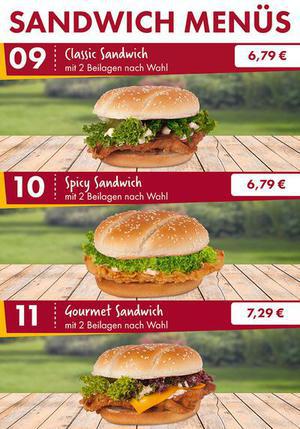 SANDWICH MENÜS
09 Classic Sandwich 6,79 €
mit 2 Beilagen nach Wahl
10 Spicy Sandwich 6,79 €
mit 2 Beilagen nach Wahl
11 Gourmet Sandwich 7,29 €
mit 2 Beilagen nach Wahl